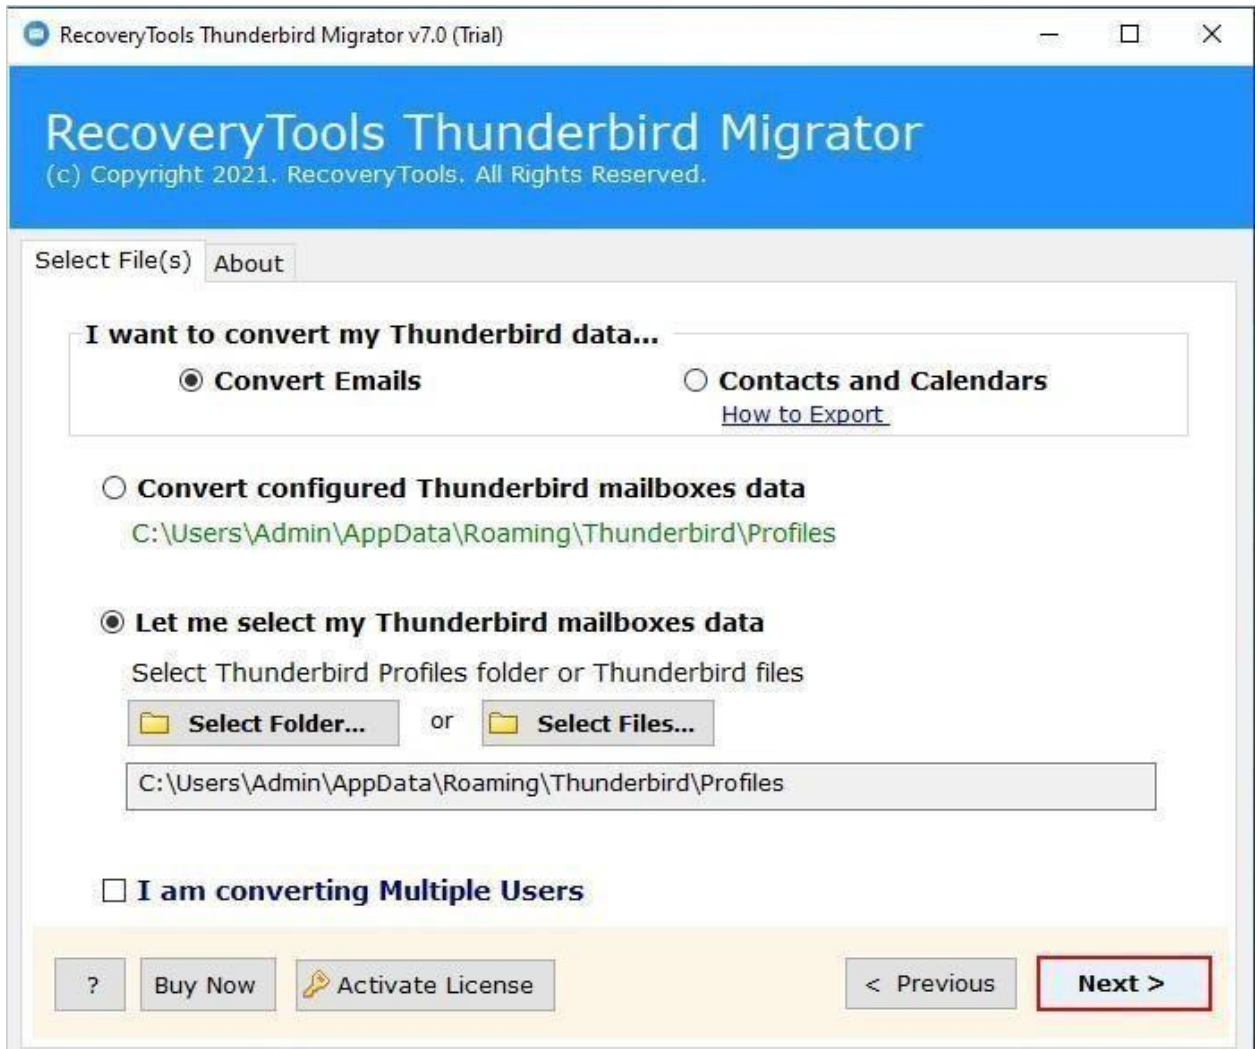 RecoveryTools Thunderbird Migrator v7.0 (Trial)
RecoveryTools Thunderbird Migrator
(c) Copyright 2021. RecoveryTools. All Rights Reserved.
Select File(s) About
I want to convert my Thunderbird data...
Convert Emails Contacts and Calendars
How to Export
Convert configured Thunderbird mailboxes data
C:\Users\Admin\AppData\Roaming\Thunderbird\Profiles
Let me select my Thunderbird mailboxes data
Select Thunderbird Profiles folder or Thunderbird files
Select Folder... or Select Files...
C:\Users\Admin\AppData\Roaming\Thunderbird\Profiles
I am converting Multiple Users
? Buy Now Activate License < Previous Next >